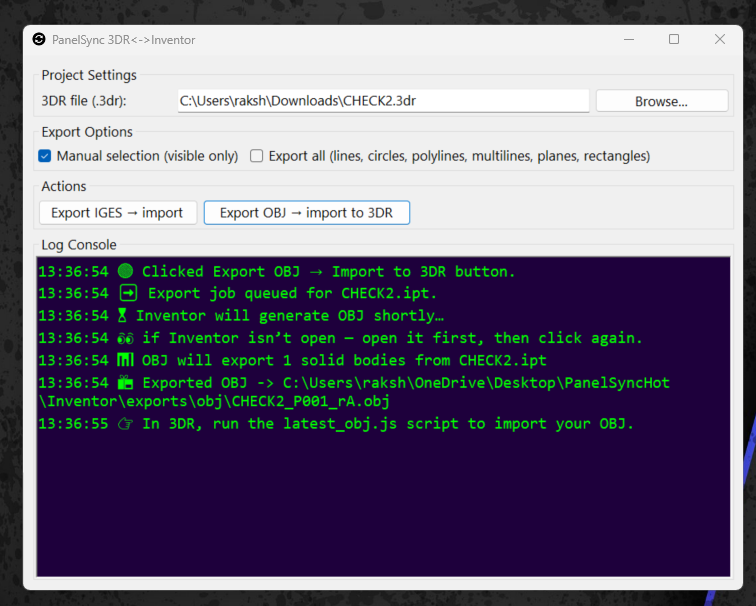 PanelSync 3DR<->Inventor
Project Settings
3DR file (.3dr): C:\Users\raksh\Downloads\CHECK2.3dr Browse...
Export Options
Manual selection (visible only) Export all (lines, circles, polylines, multilines, planes, rectangles)
Actions
Export IGES → import Export OBJ → import to 3DR
Log Console
13:36:54 Clicked Export OBJ → Import to 3DR button.
13:36:54 Export job queued for CHECK2.ipt.
13:36:54 Inventor will generate OBJ shortly…
13:36:54 if Inventor isn’t open — open it first, then click again.
13:36:54 OBJ will export 1 solid bodies from CHECK2.ipt
13:36:54 Exported OBJ -> C:\Users\raksh\OneDrive\Desktop\PanelSyncHot
\Inventor\exports\obj\CHECK2_P001_rA.obj
13:36:55 In 3DR, run the latest_obj.js script to import your OBJ.